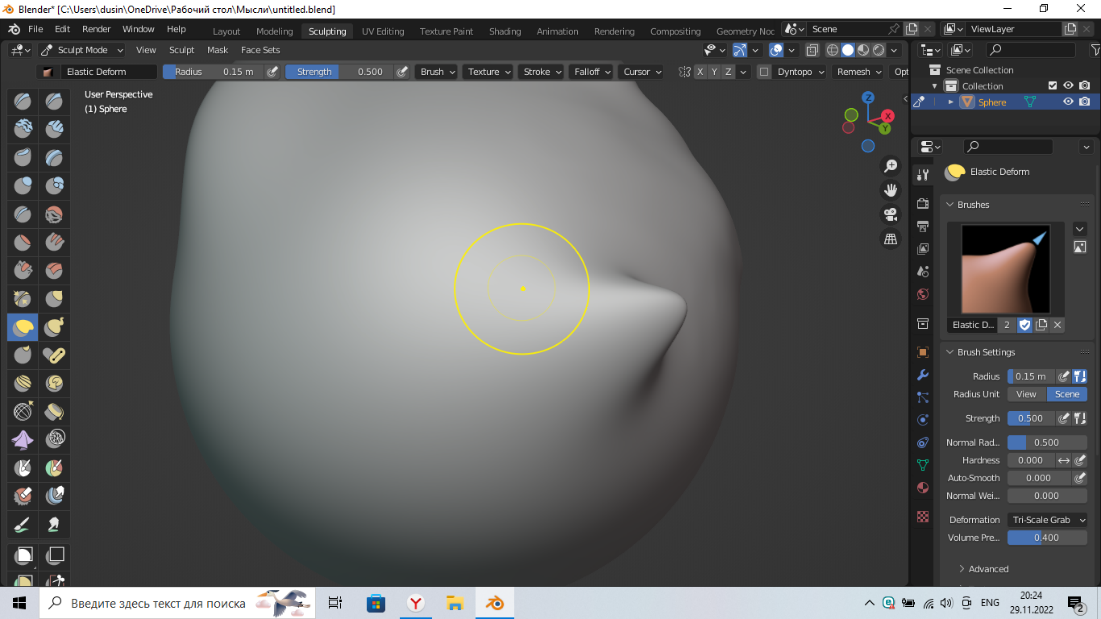 Blender* [C:\Users\dusin\OneDrive\Рабочий стол\Мысли\untitled.blend]
File Edit Render Window Help Layout Modeling Sculpting UV Editing Texture Paint Shading Animation Rendering Compositing Geometry Noc Scene ViewLayer
Sculpt Mode View Sculpt Mask Face Sets
Elastic Deform Radius 0.15 m Strength 0.500 Brush Texture Stroke Falloff Cursor X Y Z Dyntopo Remesh Opt
User Perspective
(1) Sphere
Z
X
Y
Scene Collection
Collection
Sphere
Elastic Deform
Brushes
Elastic D... 2
Brush Settings
Radius 0.15 m
Radius Unit View Scene
Strength 0.500
Normal Rad... 0.500
Hardness 0.000
Auto-Smooth 0.000
Normal Wei... 0.000
Deformation Tri-Scale Grab
Volume Pre... 0.400
Advanced
Введите здесь текст для поиска
ENG
20:24
29.11.2022
2